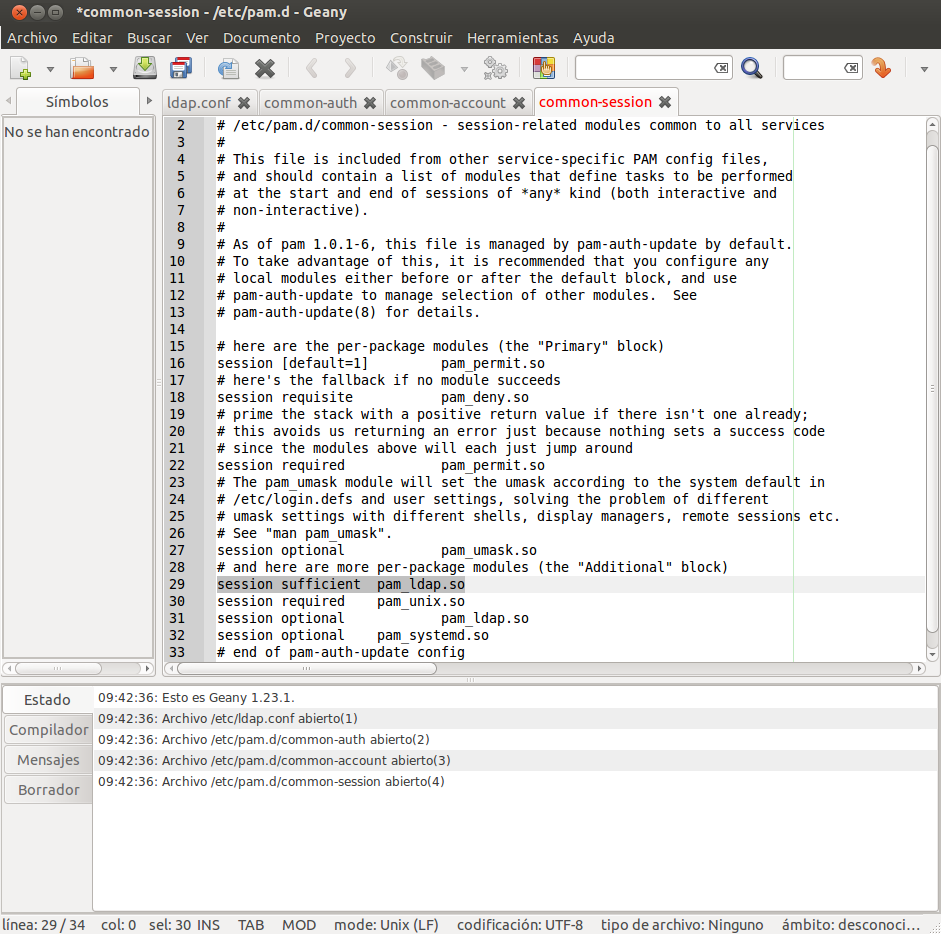 *common-session - /etc/pam.d - Geany
Archivo Editar Buscar Ver Documento Proyecto Construir Herramientas Ayuda
Símbolos
ldap.conf common-auth common-account common-session
No se han encontrado
2 # /etc/pam.d/common-session - session-related modules common to all services
3 #
4 # This file is included from other service-specific PAM config files,
5 # and should contain a list of modules that define tasks to be performed
6 # at the start and end of sessions of *any* kind (both interactive and
7 # non-interactive).
8 #
9 # As of pam 1.0.1-6, this file is managed by pam-auth-update by default.
10 # To take advantage of this, it is recommended that you configure any
11 # local modules either before or after the default block, and use
12 # pam-auth-update to manage selection of other modules.  See
13 # pam-auth-update(8) for details.
14
15 # here are the per-package modules (the "Primary" block)
16 session [default=1]         pam_permit.so
17 # here's the fallback if no module succeeds
18 session requisite           pam_deny.so
19 # prime the stack with a positive return value if there isn't one already;
20 # this avoids us returning an error just because nothing sets a success code
21 # since the modules above will each just jump around
22 session required            pam_permit.so
23 # The pam_umask module will set the umask according to the system default in
24 # /etc/login.defs and user settings, solving the problem of different
25 # umask settings with different shells, display managers, remote sessions etc.
26 # See "man pam_umask".
27 session optional            pam_umask.so
28 # and here are more per-package modules (the "Additional" block)
29 session sufficient  pam_ldap.so
30 session required    pam_unix.so
31 session optional            pam_ldap.so
32 session optional    pam_systemd.so
33 # end of pam-auth-update config
Estado
Compilador
Mensajes
Borrador
09:42:36: Esto es Geany 1.23.1.
09:42:36: Archivo /etc/ldap.conf abierto(1)
09:42:36: Archivo /etc/pam.d/common-auth abierto(2)
09:42:36: Archivo /etc/pam.d/common-account abierto(3)
09:42:36: Archivo /etc/pam.d/common-session abierto(4)
línea: 29 / 34 col: 0 sel: 30 INS TAB MOD mode: Unix (LF) codificación: UTF-8 tipo de archivo: Ninguno ámbito: desconoci...